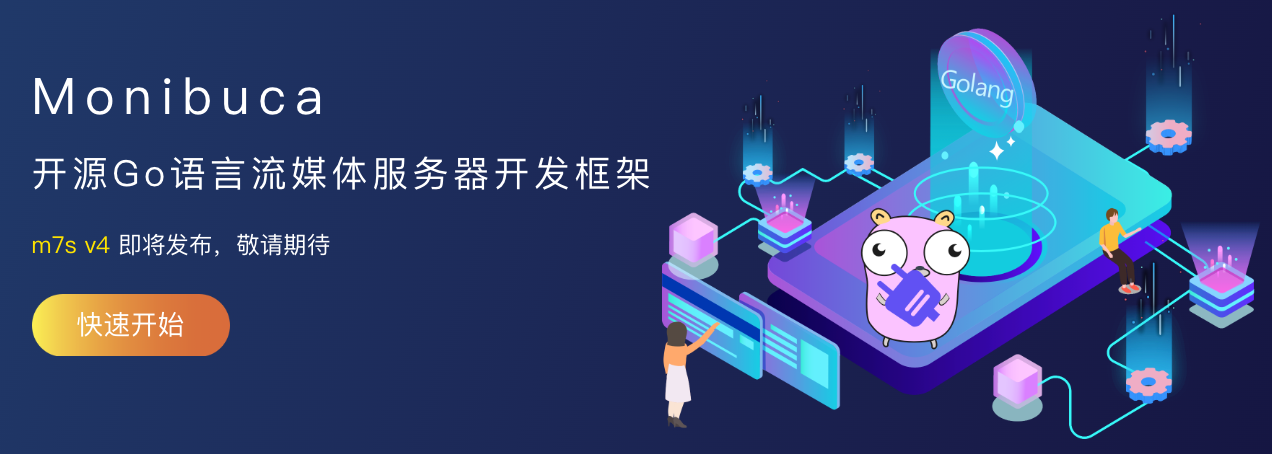 Monibuca
开源Go语言流媒体服务器开发框架
m7s v4 即将发布，敬请期待
快速开始
Golang